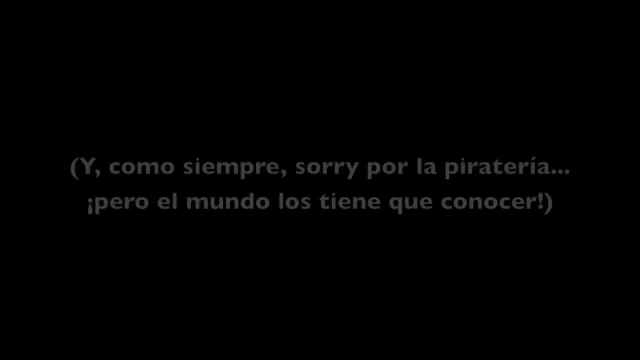 (Y, como siempre, sorry por la piratería...
¡pero el mundo los tiene que conocer!)